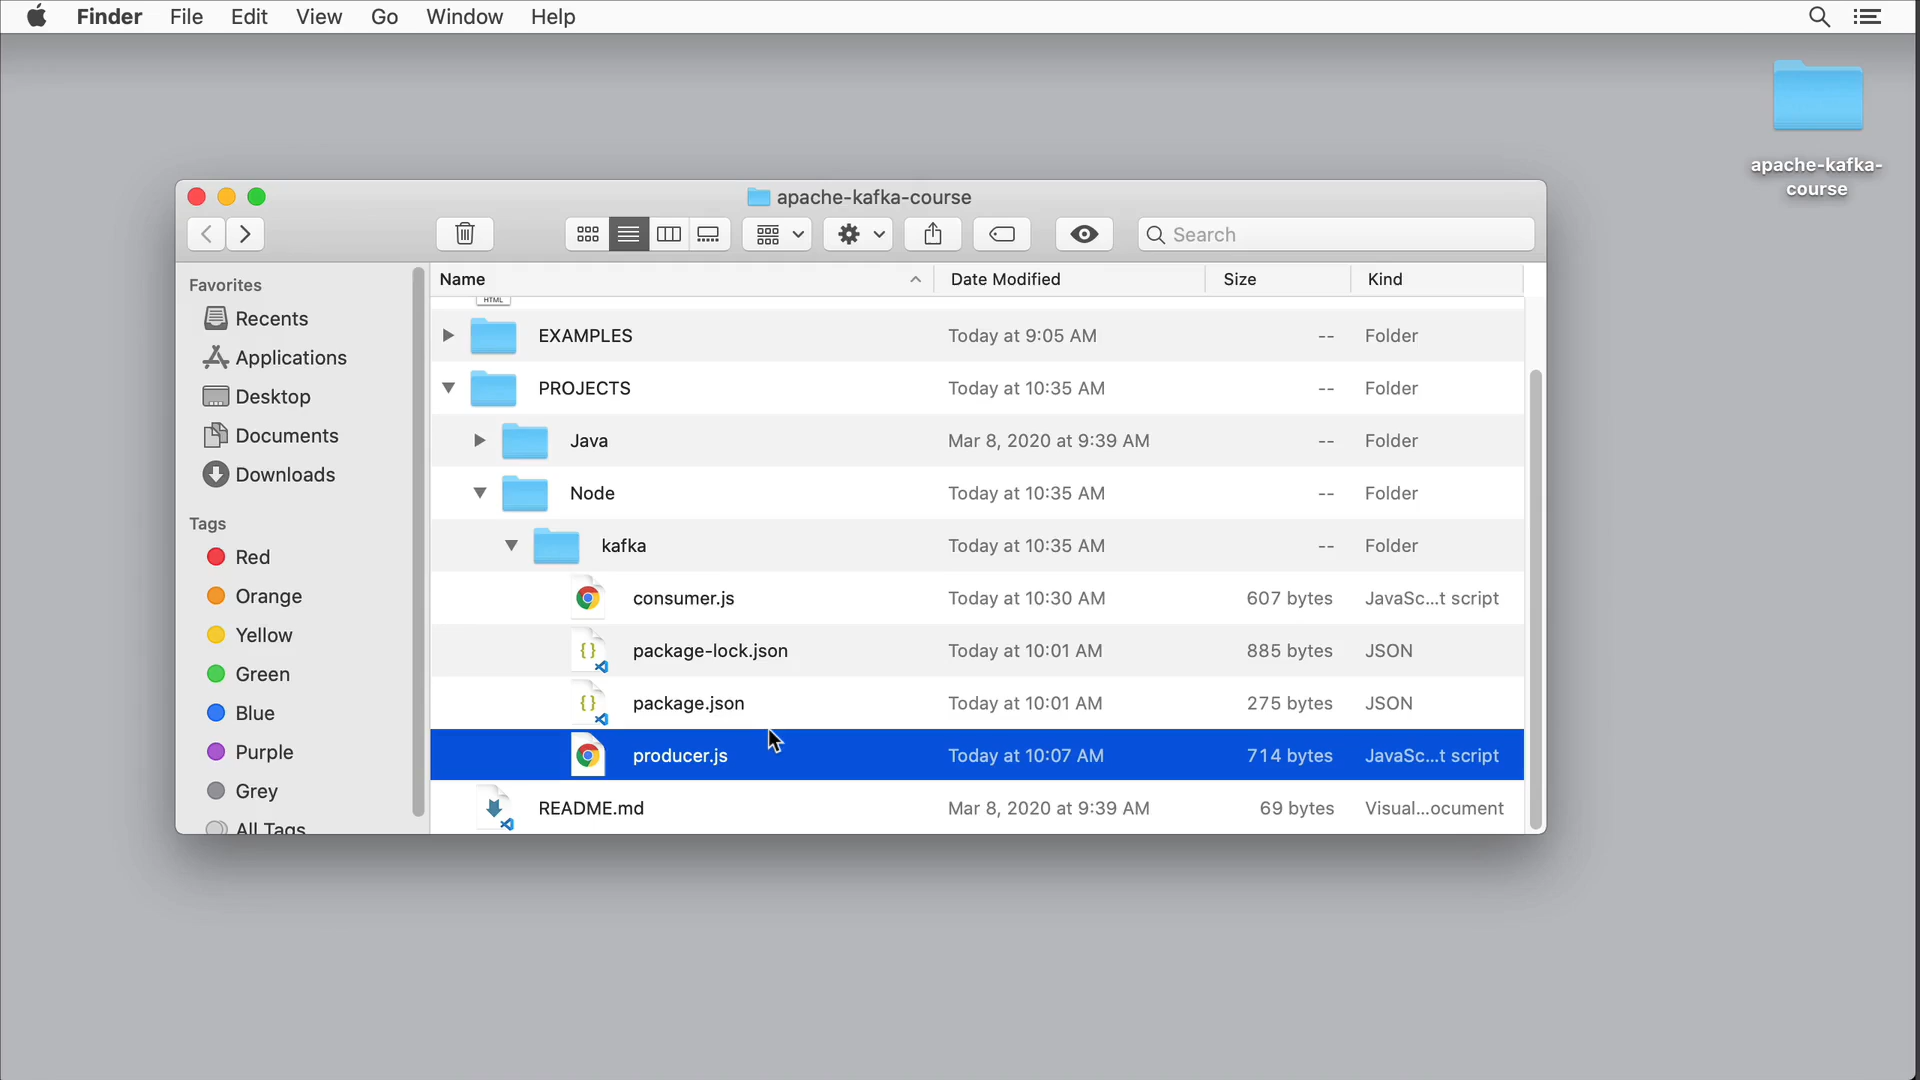 Finder File Edit View Go Window Help
apache-kafka-
course
apache-kafka-course
Search
Favorites
Recents
Applications
Desktop
Documents
Downloads
Tags
Red
Orange
Yellow
Green
Blue
Purple
Grey
All Tags
Name Date Modified Size Kind
HTML
EXAMPLES Today at 9:05 AM -- Folder
PROJECTS Today at 10:35 AM -- Folder
Java Mar 8, 2020 at 9:39 AM -- Folder
Node Today at 10:35 AM -- Folder
kafka Today at 10:35 AM -- Folder
consumer.js Today at 10:30 AM 607 bytes JavaSc...t script
package-lock.json Today at 10:01 AM 885 bytes JSON
package.json Today at 10:01 AM 275 bytes JSON
producer.js Today at 10:07 AM 714 bytes JavaSc...t script
README.md Mar 8, 2020 at 9:39 AM 69 bytes Visual...ocument